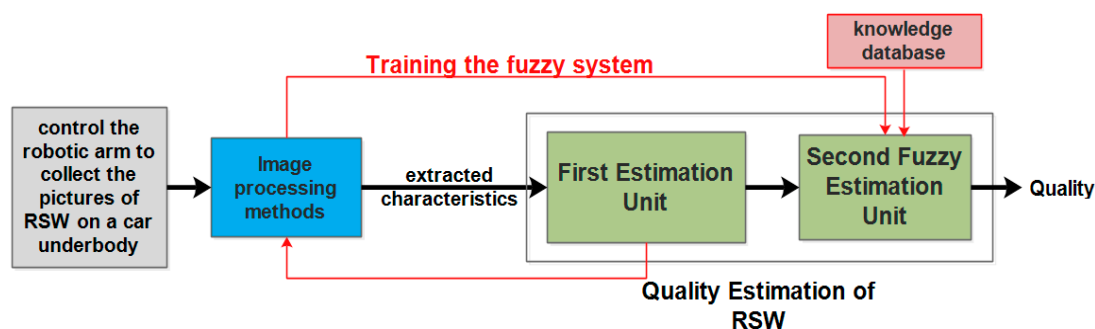 knowledge
database
Training the fuzzy system
control the
robotic arm to
collect the
pictures of
RSW on a car
underbody
Image
processing
methods
extracted
characteristics
First Estimation
Unit
Second Fuzzy
Estimation
Unit
Quality
Quality Estimation of
RSW